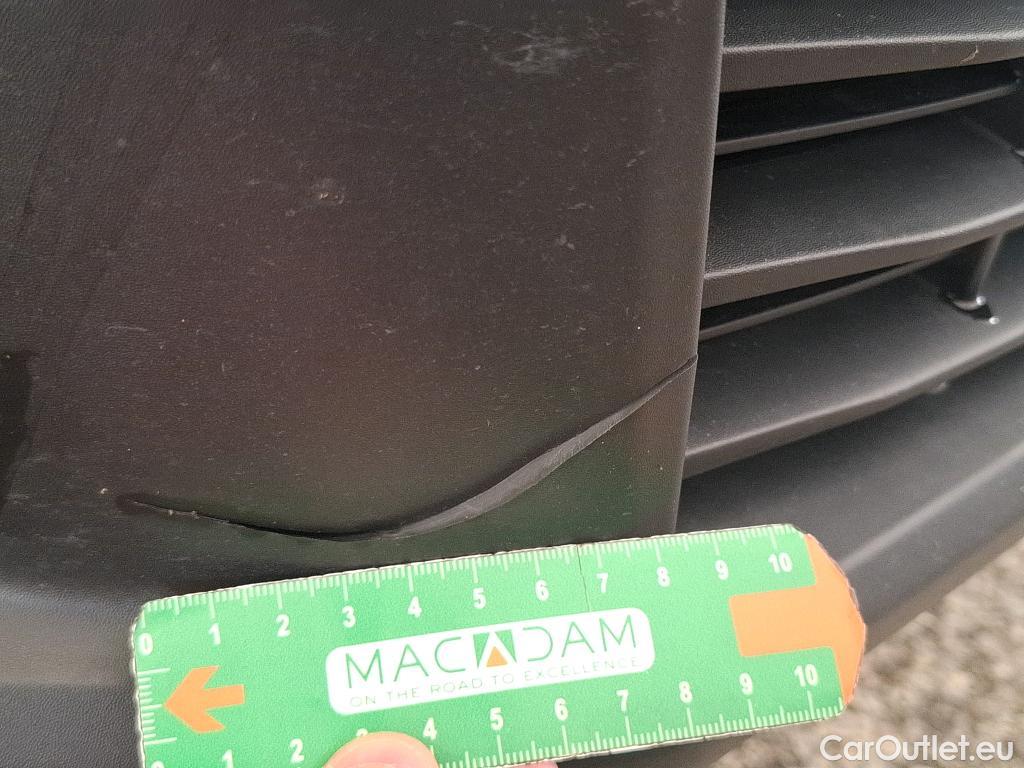 0 1 2 3 4 5 6 7 8 9 10
MACADAM
ON THE ROAD TO EXCELLENCE
0 1 2 4 5 6 7 8 9 10
CarOutlet.eu